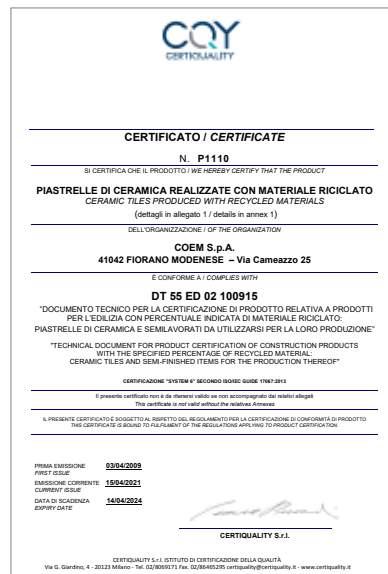 CQY
CERTIQUALITY
CERTIFICATO / CERTIFICATE
N. P1110
SI CERTIFICA CHE IL PRODOTTO / WE HEREBY CERTIFY THAT THE PRODUCT
PIASTRELLE DI CERAMICA REALIZZATE CON MATERIALE RICICLATO
CERAMIC TILES PRODUCED WITH RECYCLED MATERIALS
(dettagli in allegato 1 / details in annex 1)
DELL'ORGANIZZAZIONE / OF THE ORGANIZATION
COEM S.p.A.
41042 FIORANO MODENESE – Via Cameazzo 25
È CONFORME A / COMPLIES WITH
DT 55 ED 02 100915
"DOCUMENTO TECNICO PER LA CERTIFICAZIONE DI PRODOTTO RELATIVA A PRODOTTI
PER L'EDILIZIA CON PERCENTUALE INDICATA DI MATERIALE RICICLATO:
PIASTRELLE DI CERAMICA E SEMILAVORATI DA UTILIZZARSI PER LA LORO PRODUZIONE"
"TECHNICAL DOCUMENT FOR PRODUCT CERTIFICATION OF CONSTRUCTION PRODUCTS
WITH THE SPECIFIED PERCENTAGE OF RECYCLED MATERIAL:
CERAMIC TILES AND SEMI-FINISHED ITEMS FOR THE PRODUCTION THEREOF"
CERTIFICAZIONE "SYSTEM 6" SECONDO ISO/IEC GUIDE 17067:2013
Il presente certificato non è da ritenersi valido se non accompagnato dai relativi allegati
This certificate is not valid without the relatives Annexes
IL PRESENTE CERTIFICATO È SOGGETTO AL RISPETTO DEL REGOLAMENTO PER LA CERTIFICAZIONE DI CONFORMITÀ DI PRODOTTO
THIS CERTIFICATE IS BOUND TO FULFILMENT OF THE REGULATIONS APPLYING TO PRODUCT CERTIFICATION.
PRIMA EMISSIONE 03/04/2009
FIRST ISSUE
EMISSIONE CORRENTE 15/04/2021
CURRENT ISSUE
DATA DI SCADENZA 14/04/2024
EXPIRY DATE
CERTIQUALITY S.r.l.
CERTIQUALITY S.r.l. ISTITUTO DI CERTIFICAZIONE DELLA QUALITÀ
Via G. Giardino, 4 - 20123 Milano - Tel. 02/8069171 Fax. 02/86465295 certiquality@certiquality.it - www.certiquality.it